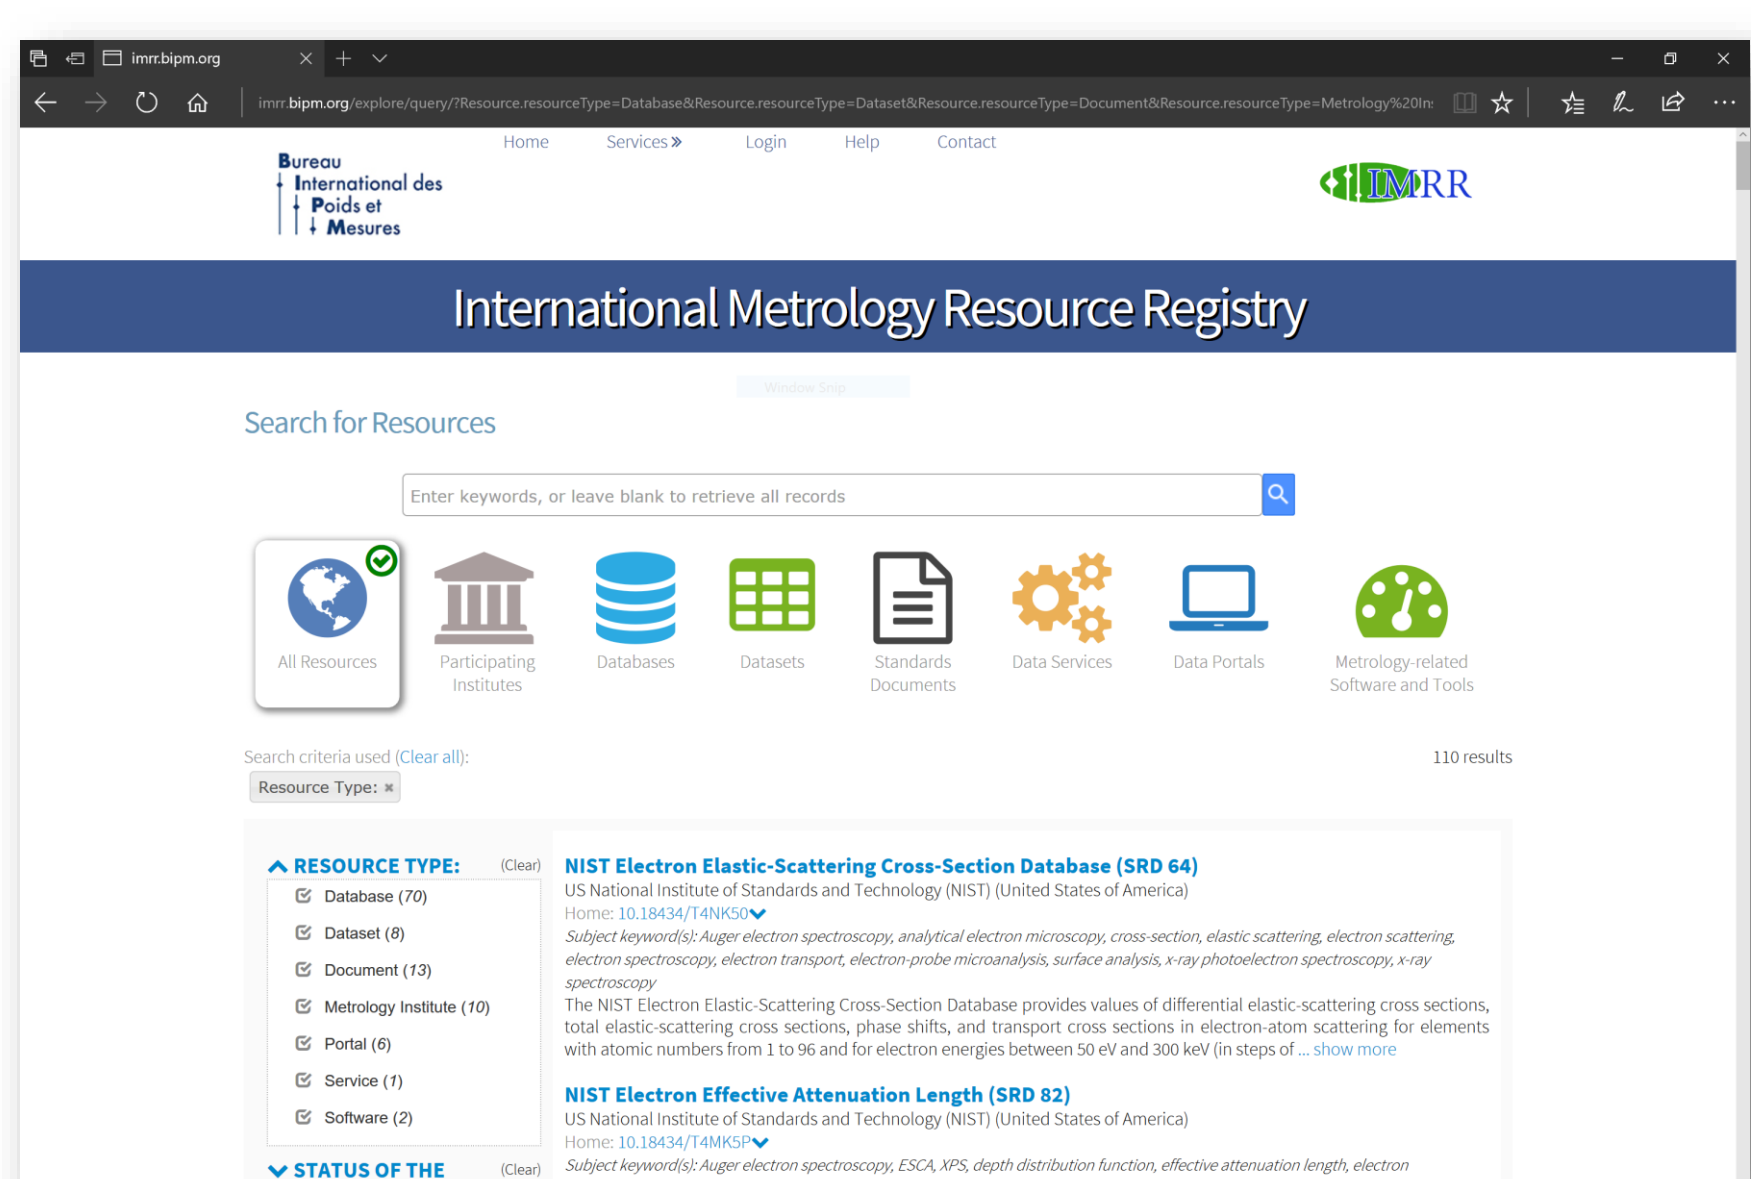 imrr.bipm.org
imrr.bipm.org/explore/query/?Resource.resourceType=Database&Resource.resourceType=Dataset&Resource.resourceType=Document&Resource.resourceType=Metrology%20In
Home Services » Login Help Contact
Bureau
International des
Poids et
Mesures
IMRR
International Metrology Resource Registry
Window Snip
Search for Resources
Enter keywords, or leave blank to retrieve all records
All Resources
Participating
Institutes
Databases
Datasets
Standards
Documents
Data Services
Data Portals
Metrology-related
Software and Tools
Search criteria used (Clear all):
110 results
Resource Type: ×
RESOURCE TYPE: (Clear)
Database (70)
Dataset (8)
Document (13)
Metrology Institute (10)
Portal (6)
Service (1)
Software (2)
STATUS OF THE (Clear)
NIST Electron Elastic-Scattering Cross-Section Database (SRD 64)
US National Institute of Standards and Technology (NIST) (United States of America)
Home: 10.18434/T4NK50
Subject keyword(s): Auger electron spectroscopy, analytical electron microscopy, cross-section, elastic scattering, electron scattering,
electron spectroscopy, electron transport, electron-probe microanalysis, surface analysis, x-ray photoelectron spectroscopy, x-ray
spectroscopy
The NIST Electron Elastic-Scattering Cross-Section Database provides values of differential elastic-scattering cross sections,
total elastic-scattering cross sections, phase shifts, and transport cross sections in electron-atom scattering for elements
with atomic numbers from 1 to 96 and for electron energies between 50 eV and 300 keV (in steps of ... show more
NIST Electron Effective Attenuation Length (SRD 82)
US National Institute of Standards and Technology (NIST) (United States of America)
Home: 10.18434/T4MK5P
Subject keyword(s): Auger electron spectroscopy, ESCA, XPS, depth distribution function, effective attenuation length, electron